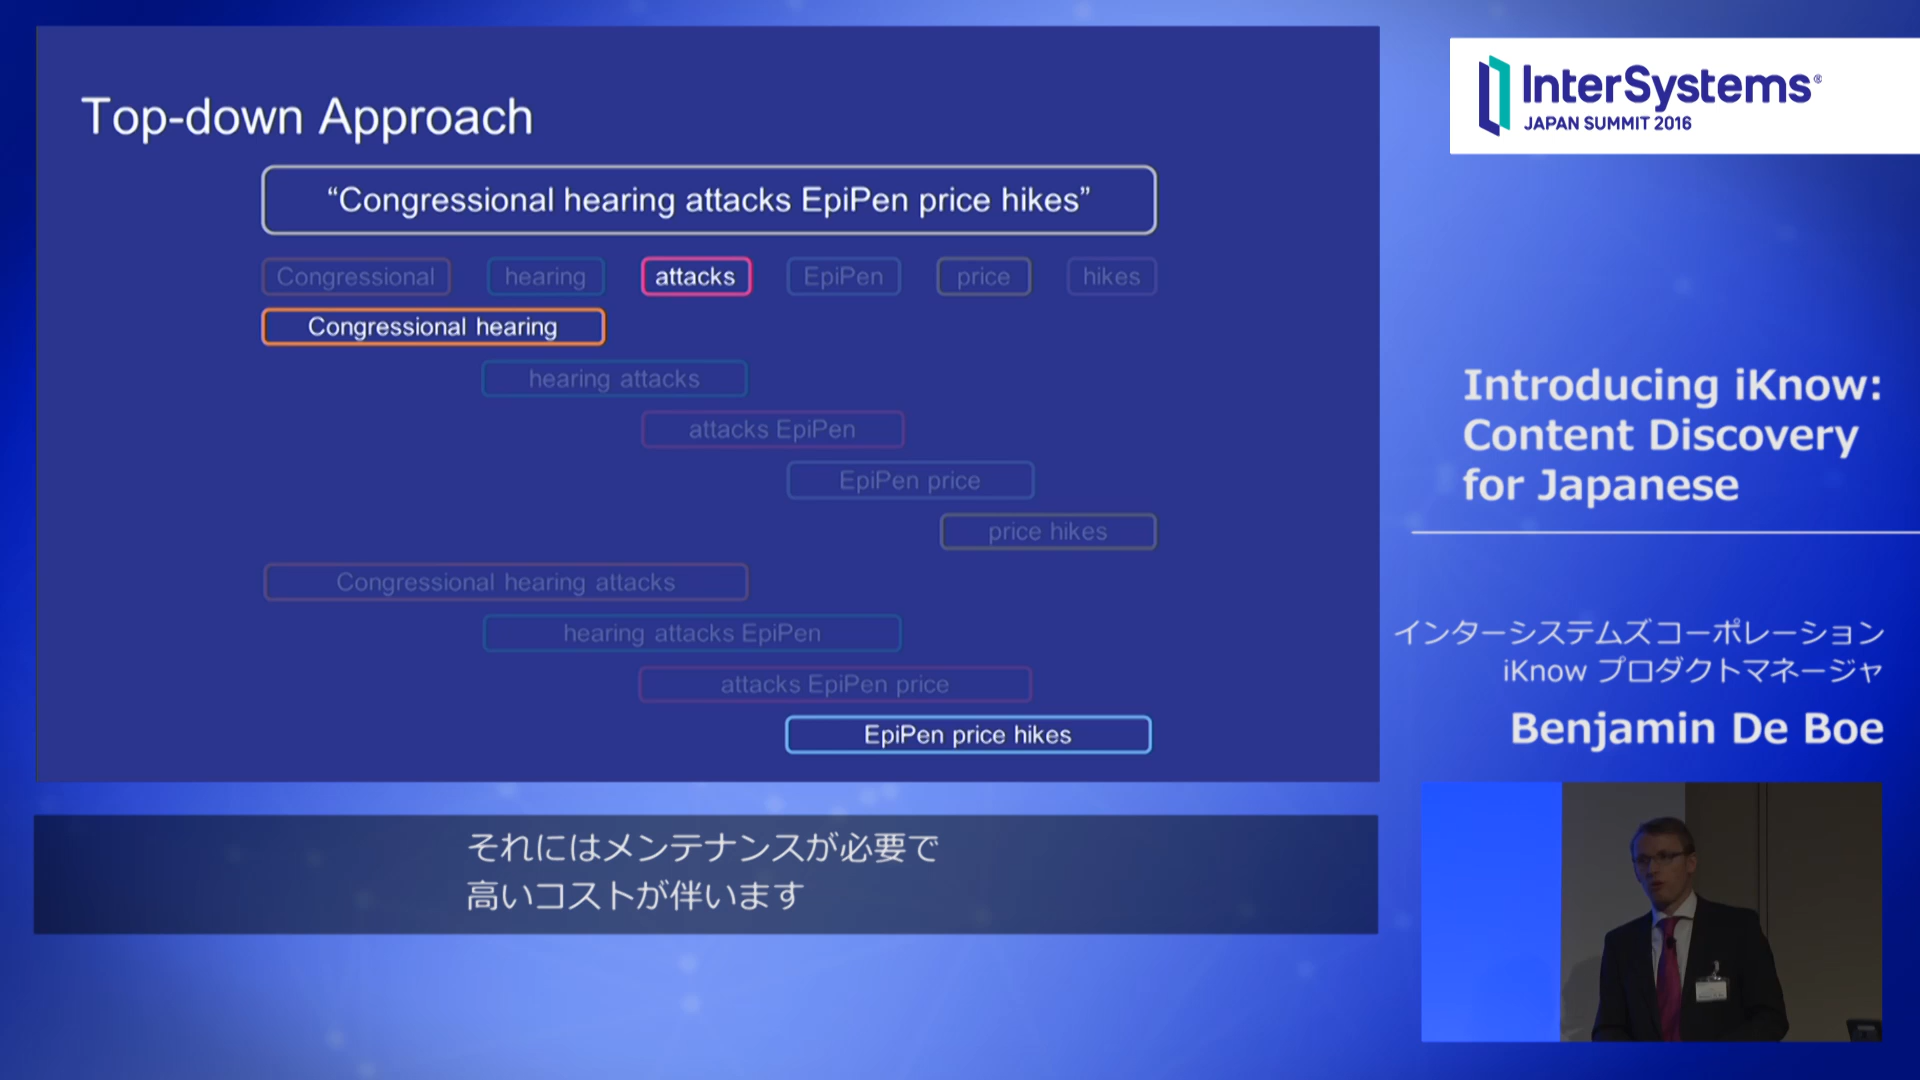 Top-down Approach
“Congressional hearing attacks EpiPen price hikes”
Congressional hearing attacks EpiPen price hikes
Congressional hearing
hearing attacks
attacks EpiPen
EpiPen price
price hikes
Congressional hearing attacks
hearing attacks EpiPen
attacks EpiPen price
EpiPen price hikes
それにはメンテナンスが必要で
高いコストが伴います
InterSystems®
JAPAN SUMMIT 2016
Introducing iKnow:
Content Discovery
for Japanese
インターシステムズコーポレーション
iKnow プロダクトマネージャ
Benjamin De Boe